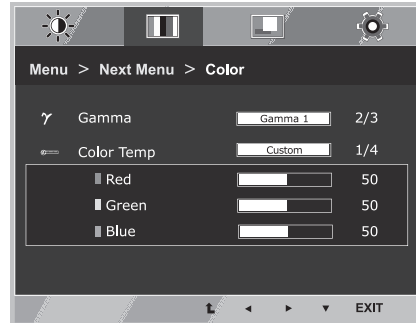 Menu > Next Menu > Color
γ Gamma Gamma 1 2/3
Color Temp Custom 1/4
Red 50
Green 50
Blue 50
EXIT